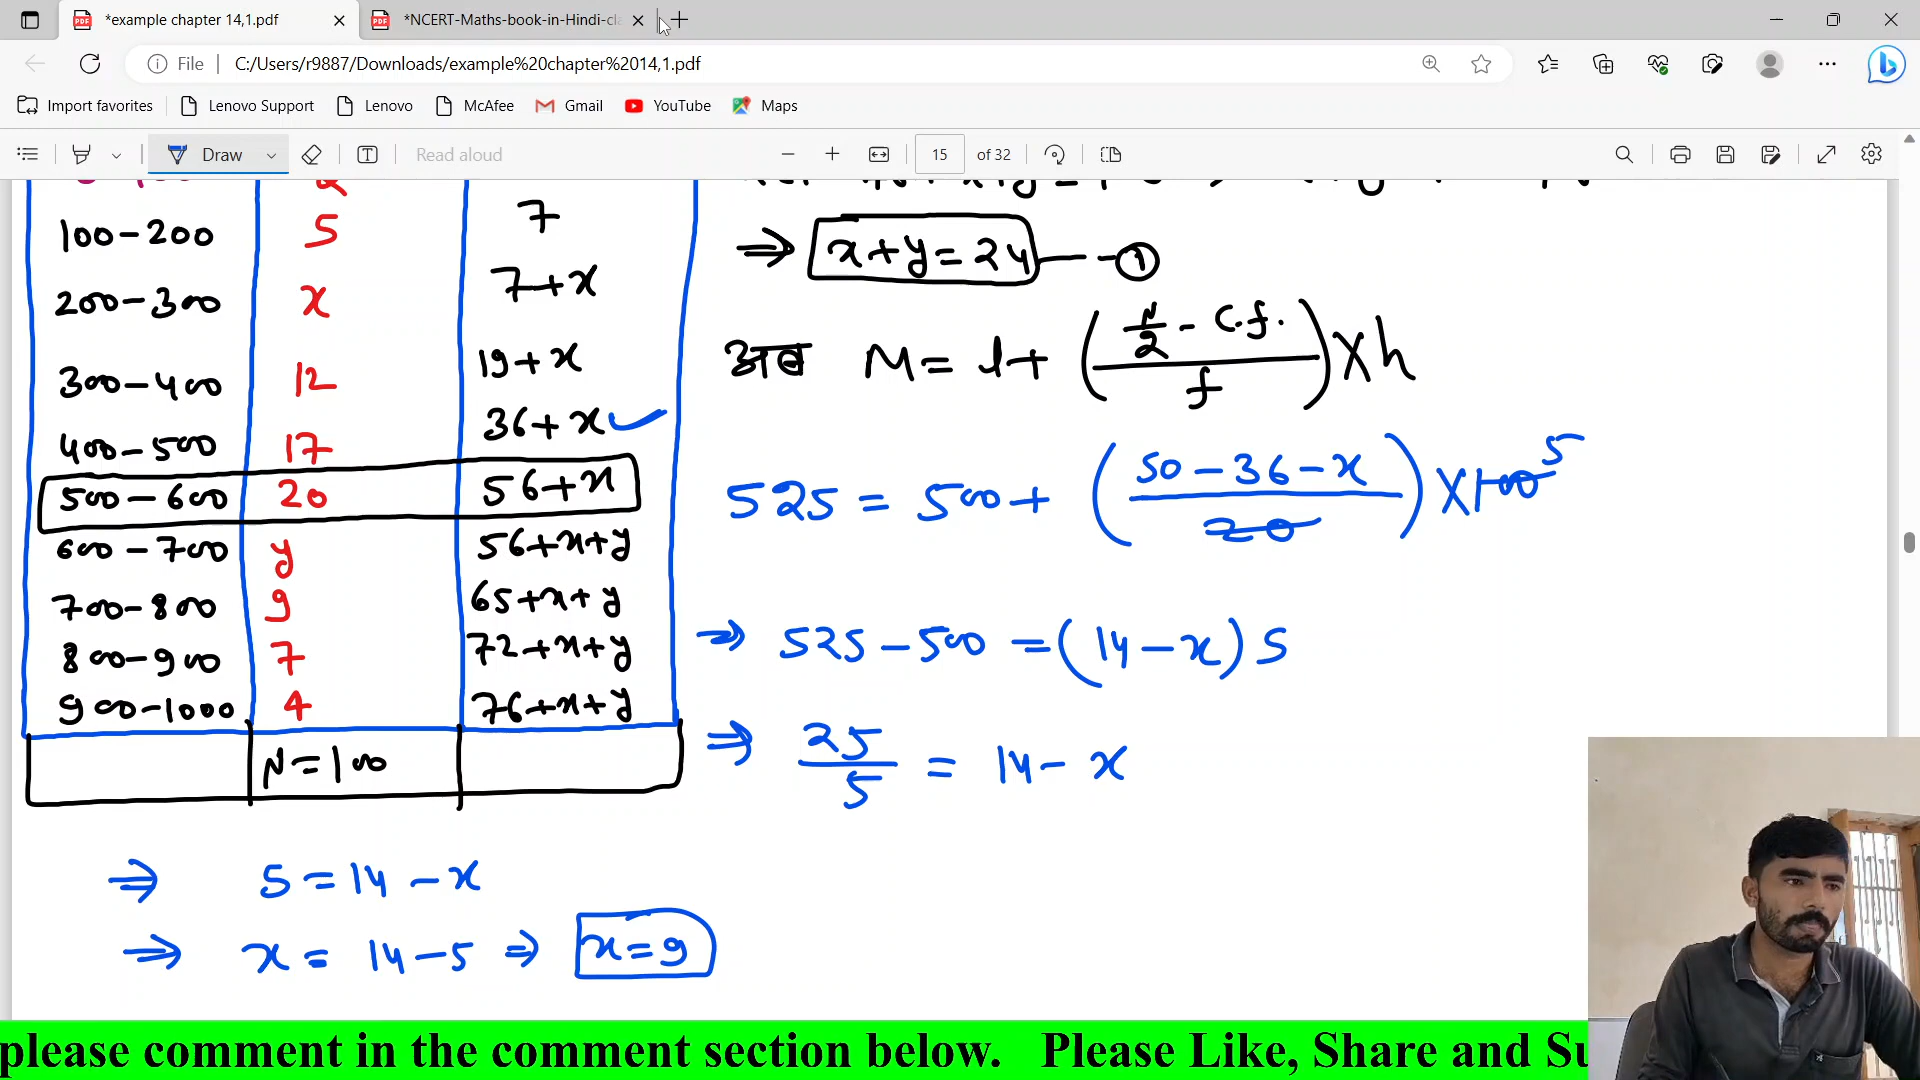 *example chapter 14,1.pdf
*NCERT-Maths-book-in-Hindi-cla
File
C:/Users/r9887/Downloads/example%20chapter%2014,1.pdf
Import favorites
Lenovo Support
Lenovo
McAfee
Gmail
YouTube
Maps
Draw
Read aloud
15
of 32
100-200 5 7
200-300 x 7+x
300-400 12 19+x
400-500 17 36+x
500-600 20 56+x
600-700 y 56+x+y
700-800 9 65+x+y
800-900 7 72+x+y
900-1000 4 76+x+y
N=100
⇒ x+y=24 --- ①
अब M = l + ( (N/2 - c.f.) / f ) × h
525 = 500 + ( (50-36-x) / 20 ) × 100 5
⇒ 525-500 = (14-x) 5
⇒ 25/5 = 14-x
⇒ 5 = 14-x
⇒ x = 14-5 ⇒ x=9
please comment in the comment section below. Please Like, Share and Su